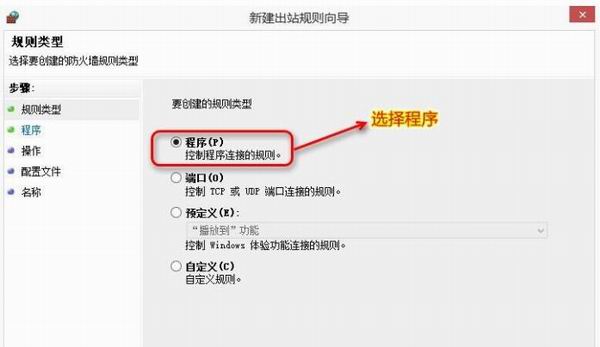 新建出站规则向导
规则类型
选择要创建的防火墙规则类型
步骤:
规则类型
程序
操作
配置文件
名称
要创建的规则类型
程序(P)
控制程序连接的规则。
选择程序
端口(O)
控制 TCP 或 UDP 端口连接的规则。
预定义(E):
“播放到”功能
控制 Windows 体验功能连接的规则。
自定义(C)
自定义规则。